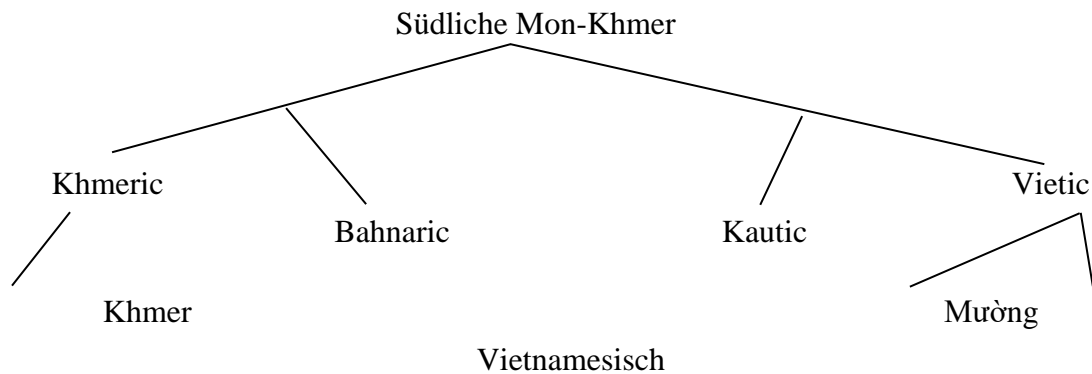 Südliche Mon-Khmer
Khmeric Vietic
Bahnaric Kautic
Khmer Mường
Vietnamesisch